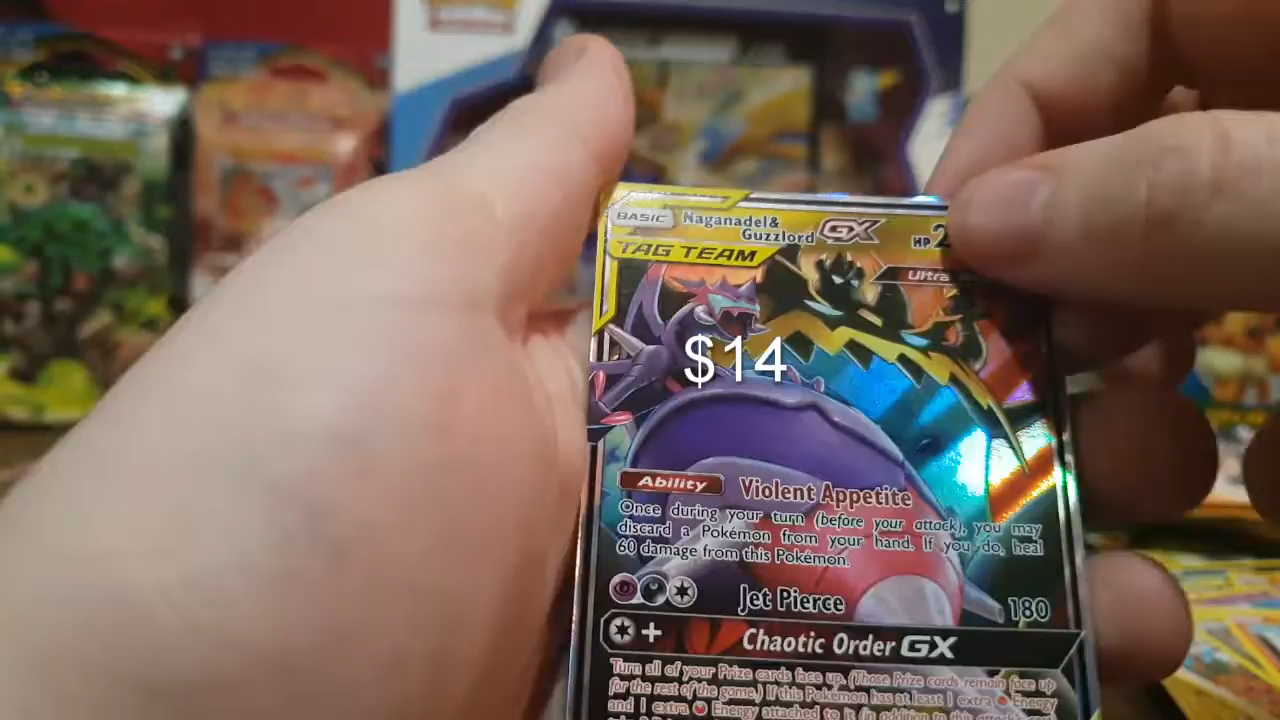 BASIC Naganadel& Guzzlord GX HP 2
TAG TEAM
Ultra
$14
Ability Violent Appetite
Once during your turn (before your attack), you may
discard a Pokémon from your hand. If you do, heal
60 damage from this Pokémon.
Jet Pierce 180
+ Chaotic Order GX
Turn all of your Prize cards face up. (Those Prize cards remain face up
for the rest of the game.) If this Pokémon has at least 1 extra Energy
and 1 extra Energy attached to it (in addition to this attack's